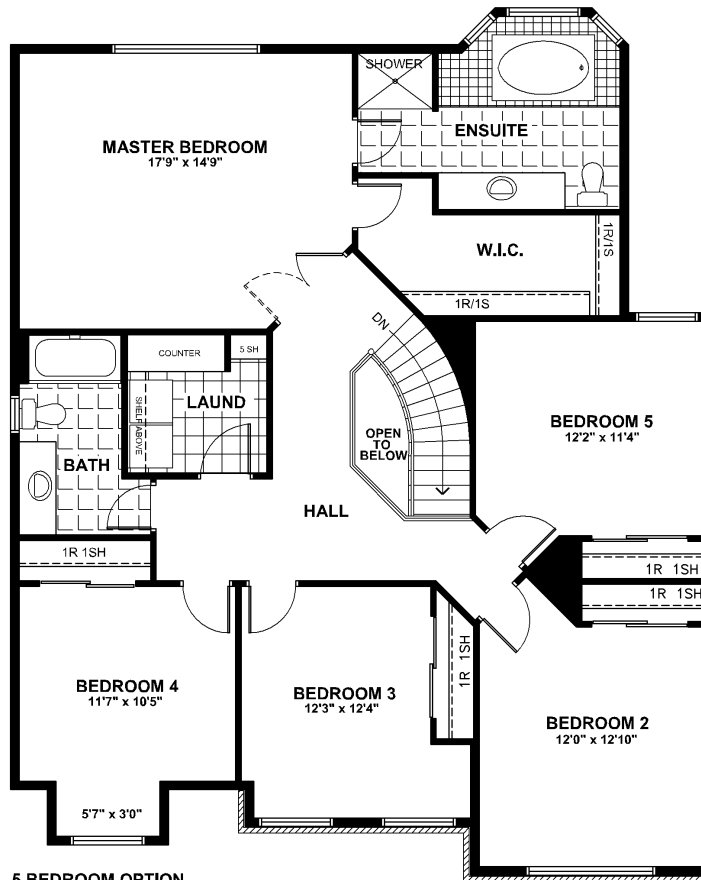 SHOWER
MASTER BEDROOM
17'9" x 14'9"
ENSUITE
W.I.C.
1R/1S
1R/1S
DN
COUNTER
5 SH
LAUND
SHELF ABOVE
BATH
OPEN
TO
BELOW
BEDROOM 5
12'2" x 11'4"
HALL
1R 1SH
1R 1SH
1R 1SH
1R 1SH
BEDROOM 4
11'7" x 10'5"
BEDROOM 3
12'3" x 12'4"
BEDROOM 2
12'0" x 12'10"
5'7" x 3'0"
5 BEDROOM OPTION